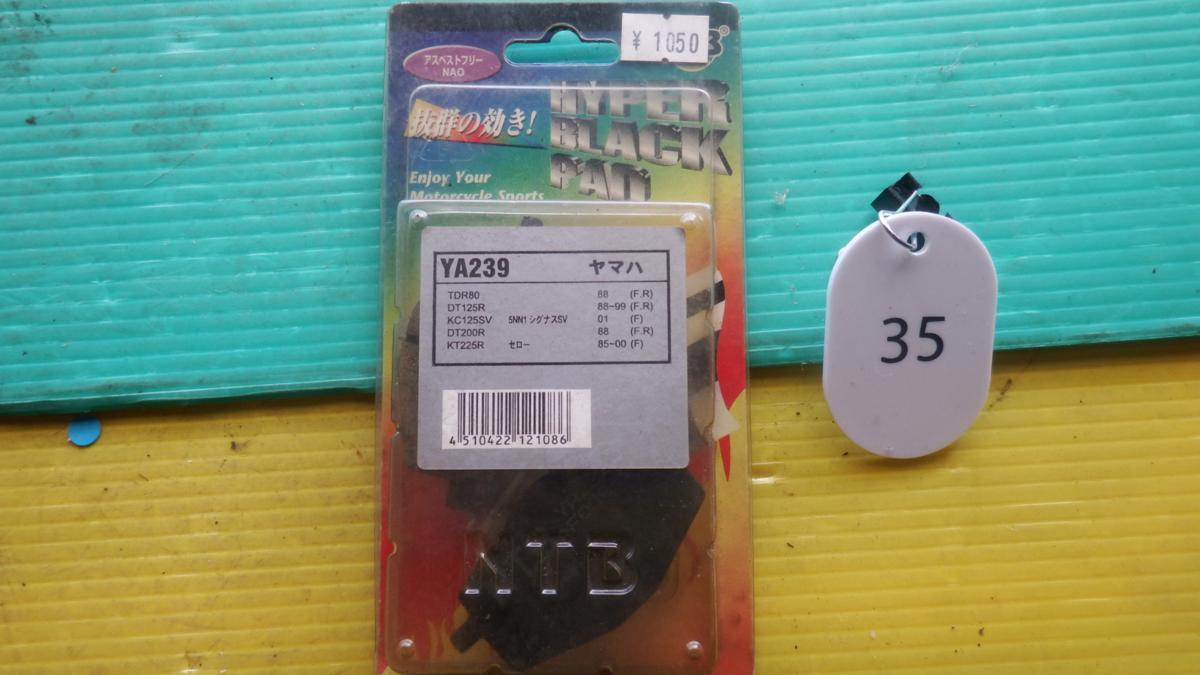 ¥ 1050
アスベストフリー
NAO
抜群の効き!
HYPER
BLACK
PAD
Enjoy Your
Motorcycle Sports
YA239 ヤマハ
TDR80 88 (F.R)
DT125R 88~99 (F.R)
KC125SV 5NN1 シグナスSV 01 (F)
DT200R 88 (F.R)
KT225R セロー 85~00 (F)
4 510422 121086
NTB
35